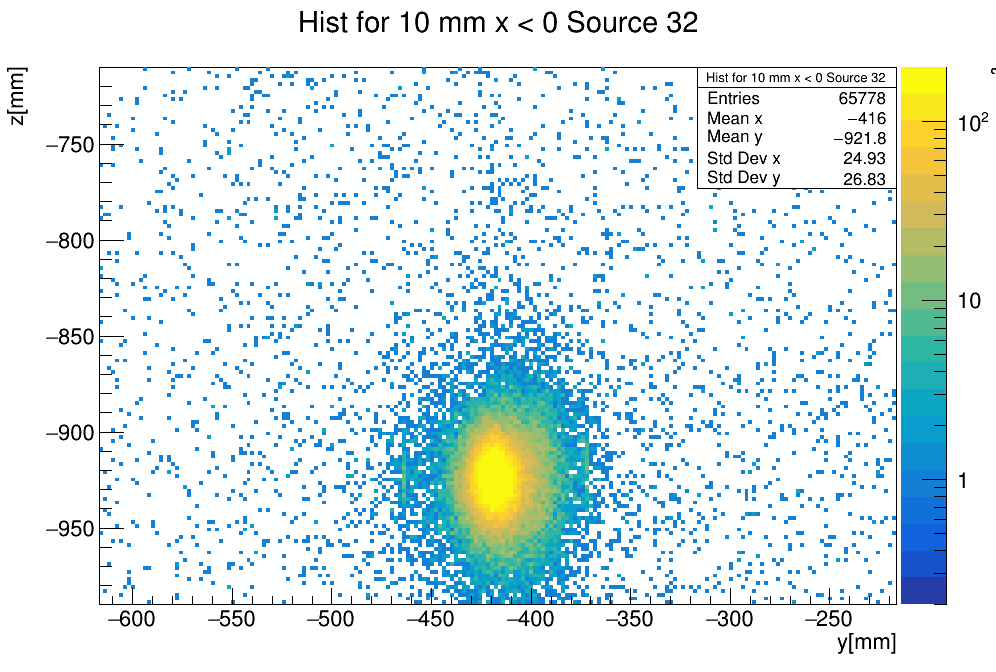 Hist for 10 mm x < 0 Source 32
z[mm]
Hist for 10 mm x < 0 Source 32
Entries 65778
Mean x −416
Mean y −921.8
Std Dev x 24.93
Std Dev y 26.83
−750
−800
−850
−900
−950
10²
10
1
−600 −550 −500 −450 −400 −350 −300 −250
y[mm]